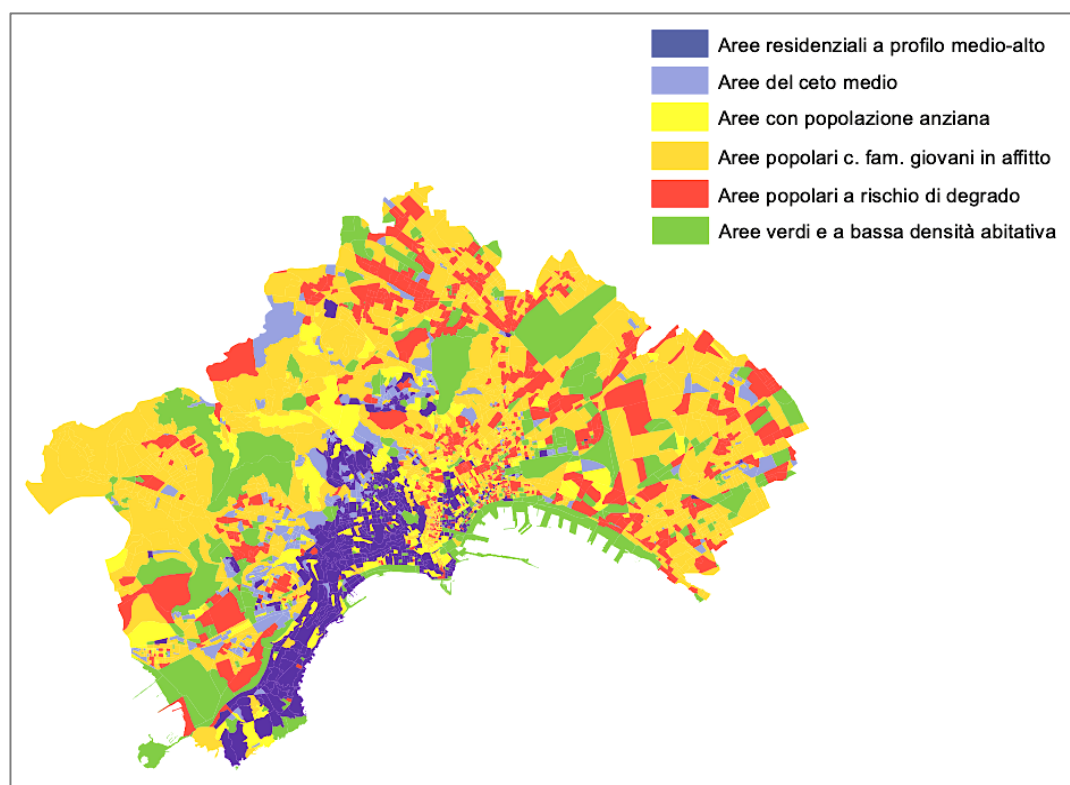 Aree residenziali a profilo medio-alto
Aree del ceto medio
Aree con popolazione anziana
Aree popolari c. fam. giovani in affitto
Aree popolari a rischio di degrado
Aree verdi e a bassa densità abitativa